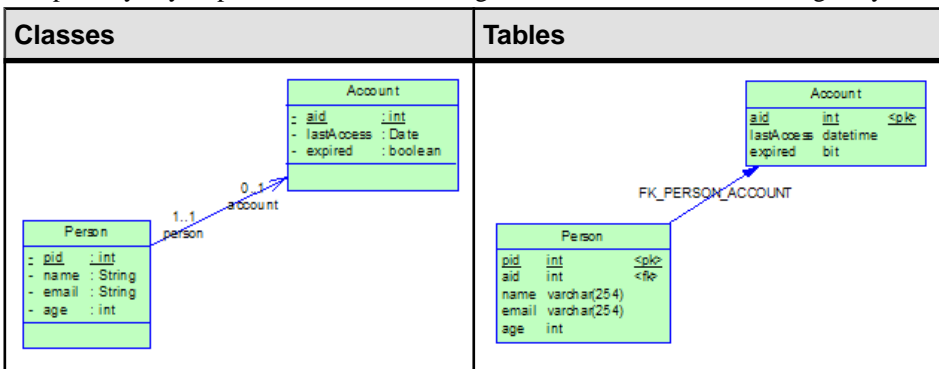 Classes
Tables
Account
- aid : int
- lastAccess : Date
- expired : boolean
0..1
account
1..1
person
Person
- pid : int
- name : String
- email : String
- age : int
Account
aid int <pk>
lastAccess datetime
expired bit
FK_PERSON_ACCOUNT
Person
pid int <pk>
aid int <fk>
name varchar(254)
email varchar(254)
age int